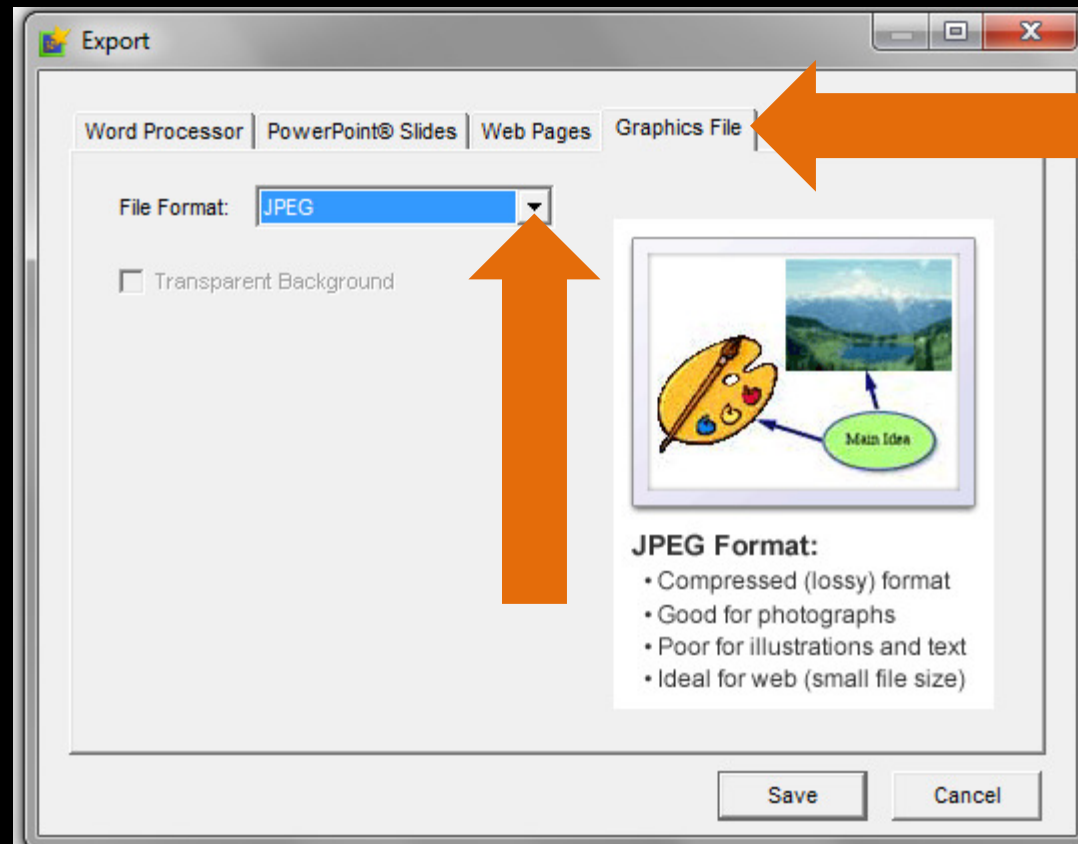 Export
Word Processor PowerPoint® Slides Web Pages Graphics File
File Format: JPEG
Transparent Background
Main Idea
JPEG Format:
• Compressed (lossy) format
• Good for photographs
• Poor for illustrations and text
• Ideal for web (small file size)
Save Cancel